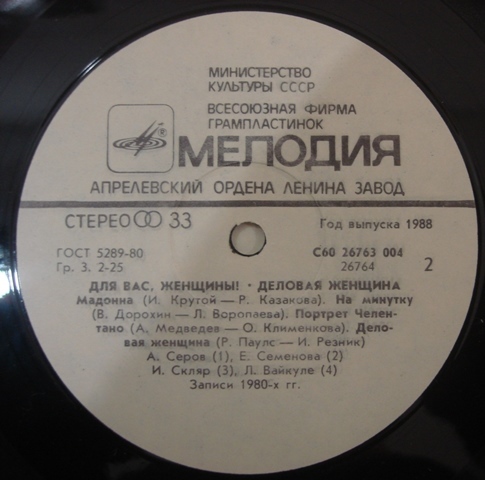 МИНИСТЕРСТВО
КУЛЬТУРЫ СССР
ВСЕСОЮЗНАЯ ФИРМА
ГРАМПЛАСТИНОК
МЕЛОДИЯ
АПРЕЛЕВСКИЙ ОРДЕНА ЛЕНИНА ЗАВОД
СТЕРЕО 33
Год выпуска 1988
ГОСТ 5289-80
С60 26763 004
Гр. 3. 2-25
26764
2
ДЛЯ ВАС, ЖЕНЩИНЫ! · ДЕЛОВАЯ ЖЕНЩИНА
Мадонна (И. Крутой — Р. Казакова). На минутку
(В. Дорохин — Л. Воропаева). Портрет Челен-
тано (А. Медведев — О. Клименкова). Дело-
вая женщина (Р. Паулс — И. Резник)
А. Серов (1), Е. Семенова (2)
И. Скляр (3), Л. Вайкуле (4)
Записи 1980-х гг.